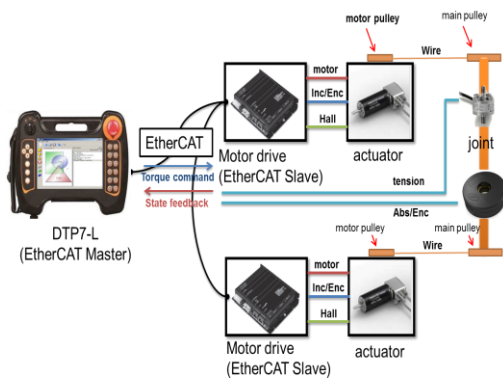 motor pulley
main pulley
Wire
motor
Inc/Enc
Hall
EtherCAT
joint
Motor drive
(EtherCAT Slave)
actuator
Torque command
State feedback
tension
Abs/Enc
DTP7-L
(EtherCAT Master)
motor pulley
main pulley
Wire
motor
Inc/Enc
Hall
Motor drive
(EtherCAT Slave)
actuator